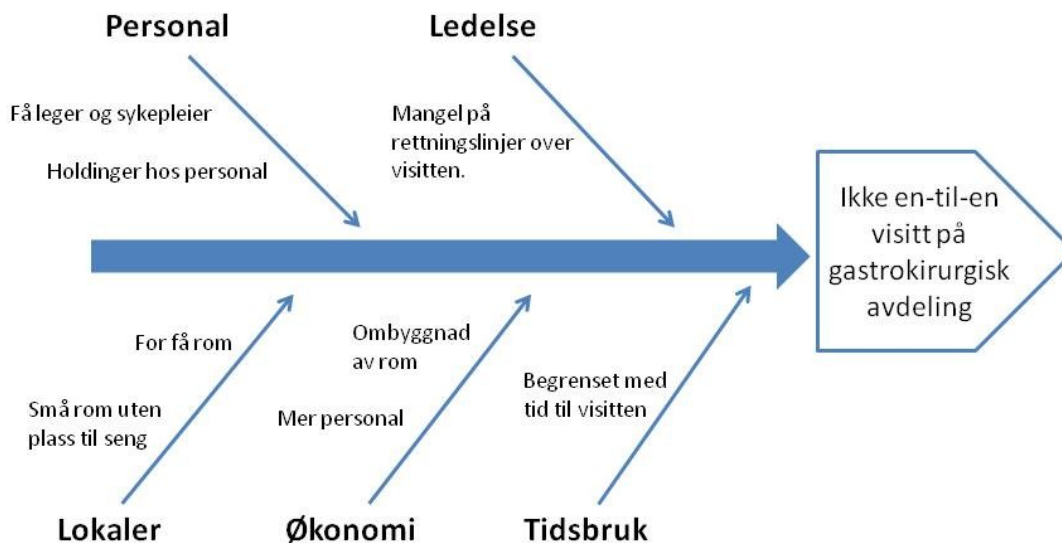 Personal
Ledelse
Få leger og sykepleier
Holdinger hos personal
Mangel på
rettningslinjer over
visitten.
Ikke en-til-en
visitt på
gastrokirurgisk
avdeling
For få rom
Små rom uten
plass til seng
Ombyggnad
av rom
Mer personal
Begrenset med
tid til visitten
Lokaler
Økonomi
Tidsbruk